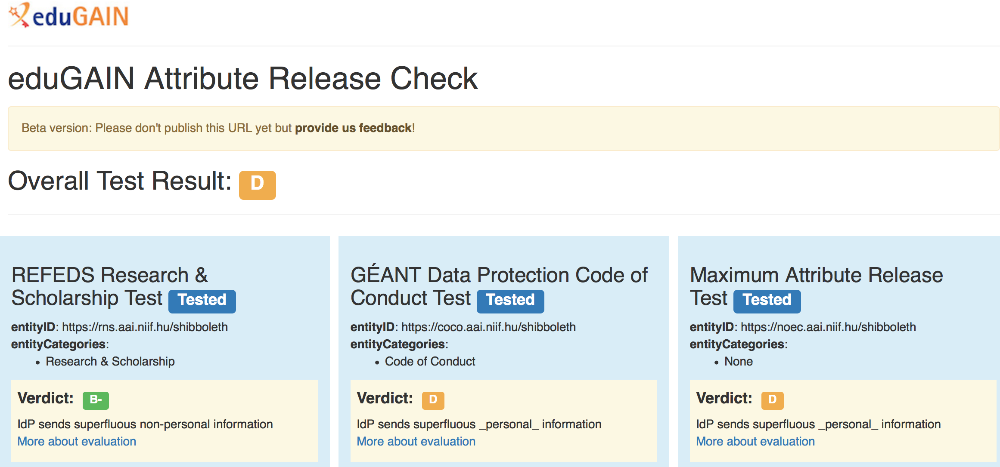 eduGAIN
eduGAIN Attribute Release Check
Beta version: Please don't publish this URL yet but provide us feedback!
Overall Test Result: D
REFEDS Research &
Scholarship Test Tested
entityID: https://rns.aai.niif.hu/shibboleth
entityCategories:
• Research & Scholarship
Verdict: B-
IdP sends superfluous non-personal information
More about evaluation
GÉANT Data Protection Code of
Conduct Test Tested
entityID: https://coco.aai.niif.hu/shibboleth
entityCategories:
• Code of Conduct
Verdict: D
IdP sends superfluous _personal_ information
More about evaluation
Maximum Attribute Release
Test Tested
entityID: https://noec.aai.niif.hu/shibboleth
entityCategories:
• None
Verdict: D
IdP sends superfluous _personal_ information
More about evaluation